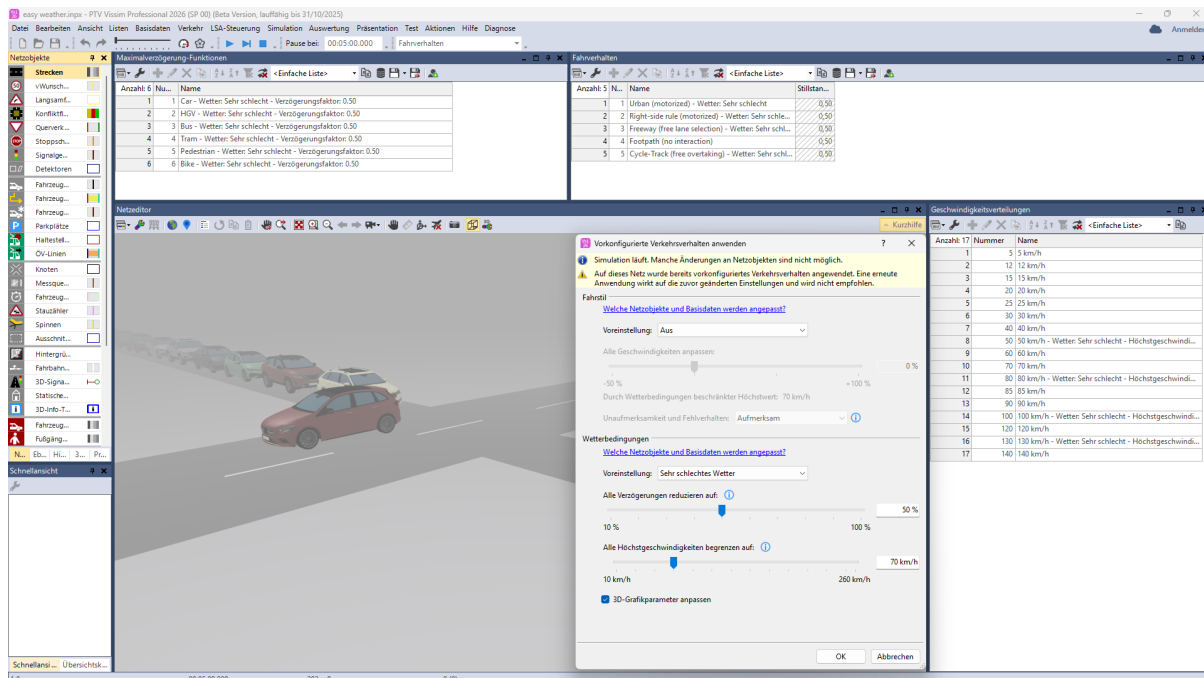 easy weather.inpx - PTV Vissim Professional 2026 (SP 00) (Beta Version, lauffähig bis 31/10/2025)
Datei Bearbeiten Ansicht Listen Basisdaten Verkehr LSA-Steuerung Simulation Auswertung Präsentation Test Aktionen Hilfe Diagnose
Anmelden
Pause bei: 00:05:00.000 Fahrverhalten
Netzobjekte
Strecken
vWunsch...
Langsamf...
Konfliktfl...
Querverk...
Stoppsch...
Signalge...
Detektoren
Fahrzeug...
Fahrzeug...
Fahrzeug...
Parkplätze
Haltestell...
ÖV-Linien
Knoten
Messque...
Fahrzeug...
Stauzähler
Spinnen
Ausschnit...
Hintergrü...
Fahrbahn...
3D-Signa...
Statische...
3D-Info-T...
Fahrzeug...
Fußgäng...
N... Eb... Hi... 3... Pr...
Schnellansicht
Schnellansi... Übersichtsk...
Maximalverzögerung-Funktionen
<Einfache Liste>
Anzahl: 6 Nu... Name
1 1 Car - Wetter: Sehr schlecht - Verzögerungsfaktor: 0.50
2 2 HGV - Wetter: Sehr schlecht - Verzögerungsfaktor: 0.50
3 3 Bus - Wetter: Sehr schlecht - Verzögerungsfaktor: 0.50
4 4 Tram - Wetter: Sehr schlecht - Verzögerungsfaktor: 0.50
5 5 Pedestrian - Wetter: Sehr schlecht - Verzögerungsfaktor: 0.50
6 6 Bike - Wetter: Sehr schlecht - Verzögerungsfaktor: 0.50
Fahrverhalten
<Einfache Liste>
Anzahl: 5 N... Name Stillstan...
1 1 Urban (motorized) - Wetter: Sehr schlecht 0,50
2 2 Right-side rule (motorized) - Wetter: Sehr schle... 0,50
3 3 Freeway (free lane selection) - Wetter: Sehr schl... 0,50
4 4 Footpath (no interaction) 0,50
5 5 Cycle-Track (free overtaking) - Wetter: Sehr schl... 0,50
Netzeditor
Kurzhilfe
Vorkonfigurierte Verkehrsverhalten anwenden ?
Simulation läuft. Manche Änderungen an Netzobjekten sind nicht möglich.
Auf dieses Netz wurde bereits vorkonfiguriertes Verkehrsverhalten angewendet. Eine erneute
Anwendung wirkt auf die zuvor geänderten Einstellungen und wird nicht empfohlen.
Fahrstil
Welche Netzobjekte und Basisdaten werden angepasst?
Voreinstellung: Aus
Alle Geschwindigkeiten anpassen:
0 %
-50 % +100 %
Durch Wetterbedingungen beschränkter Höchstwert: 70 km/h
Unaufmerksamkeit und Fehlverhalten: Aufmerksam
Wetterbedingungen
Welche Netzobjekte und Basisdaten werden angepasst?
Voreinstellung: Sehr schlechtes Wetter
Alle Verzögerungen reduzieren auf:
50 %
10 % 100 %
Alle Höchstgeschwindigkeiten begrenzen auf:
70 km/h
10 km/h 260 km/h
3D-Grafikparameter anpassen
OK Abbrechen
Geschwindigkeitsverteilungen
<Einfache Liste>
Anzahl: 17 Nummer Name
1 5 5 km/h
2 12 12 km/h
3 15 15 km/h
4 20 20 km/h
5 25 25 km/h
6 30 30 km/h
7 40 40 km/h
8 50 50 km/h - Wetter: Sehr schlecht - Höchstgeschwindi...
9 60 60 km/h
10 70 70 km/h
11 80 80 km/h - Wetter: Sehr schlecht - Höchstgeschwindi...
12 85 85 km/h
13 90 90 km/h
14 100 100 km/h - Wetter: Sehr schlecht - Höchstgeschwindi...
15 120 120 km/h
16 130 130 km/h - Wetter: Sehr schlecht - Höchstgeschwindi...
17 140 140 km/h